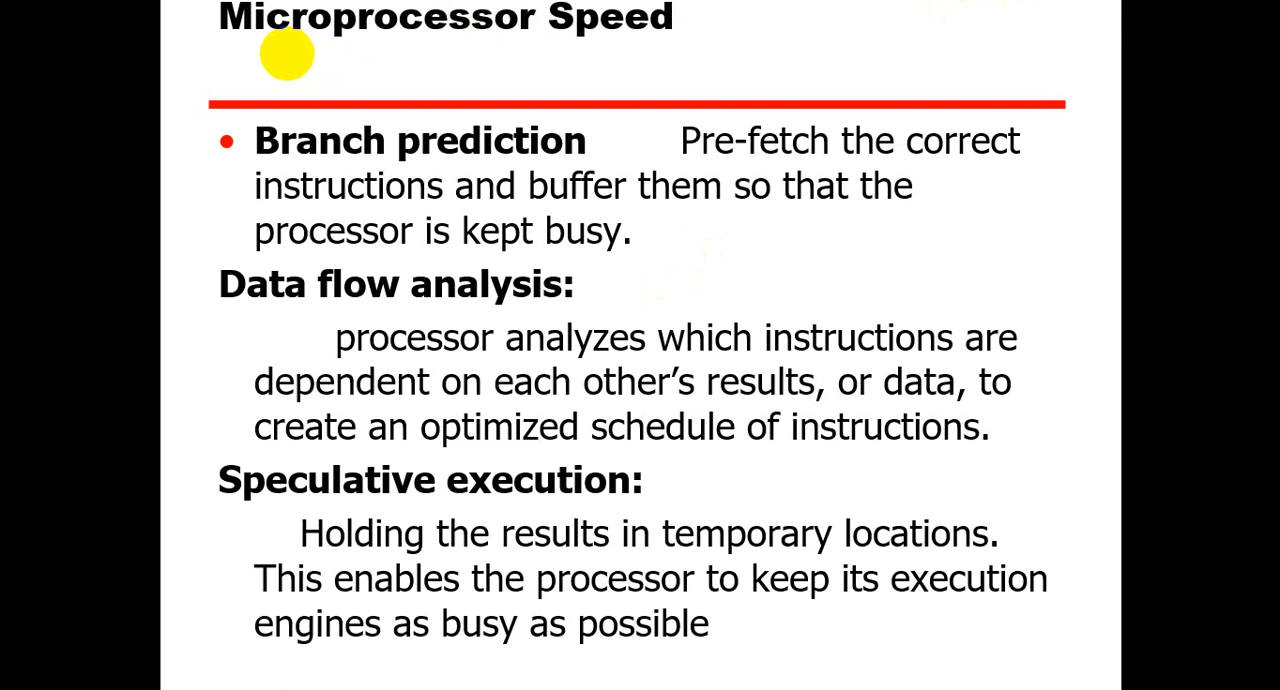 Microprocessor Speed
• Branch prediction Pre-fetch the correct
instructions and buffer them so that the
processor is kept busy.
Data flow analysis:
processor analyzes which instructions are
dependent on each other’s results, or data, to
create an optimized schedule of instructions.
Speculative execution:
Holding the results in temporary locations.
This enables the processor to keep its execution
engines as busy as possible